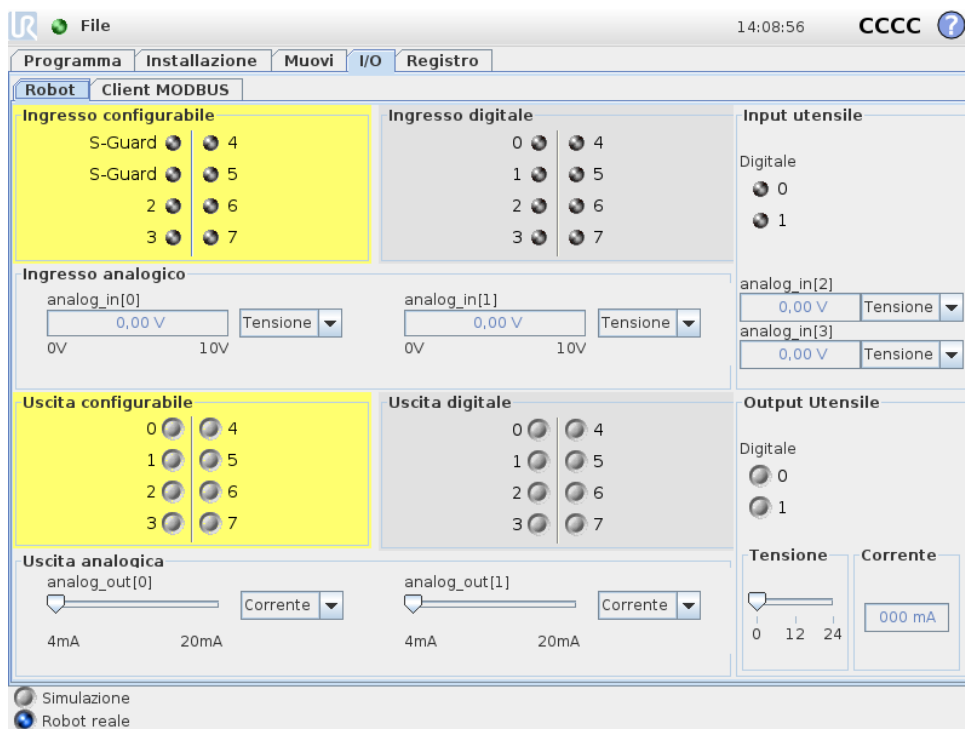 UR File 14:08:56 CCCC ?
Programma Installazione Muovi I/O Registro
Robot Client MODBUS
Ingresso configurabile
S-Guard 4
S-Guard 5
2 6
3 7
Ingresso digitale
0 4
1 5
2 6
3 7
Input utensile
Digitale
0
1
Ingresso analogico
analog_in[0]
0,00 V Tensione
0V 10V
analog_in[1]
0,00 V Tensione
0V 10V
analog_in[2]
0,00 V Tensione
analog_in[3]
0,00 V Tensione
Uscita configurabile
0 4
1 5
2 6
3 7
Uscita digitale
0 4
1 5
2 6
3 7
Output Utensile
Digitale
0
1
Uscita analogica
analog_out[0]
Corrente
4mA 20mA
analog_out[1]
Corrente
4mA 20mA
Tensione
0 12 24
Corrente
000 mA
Simulazione
Robot reale